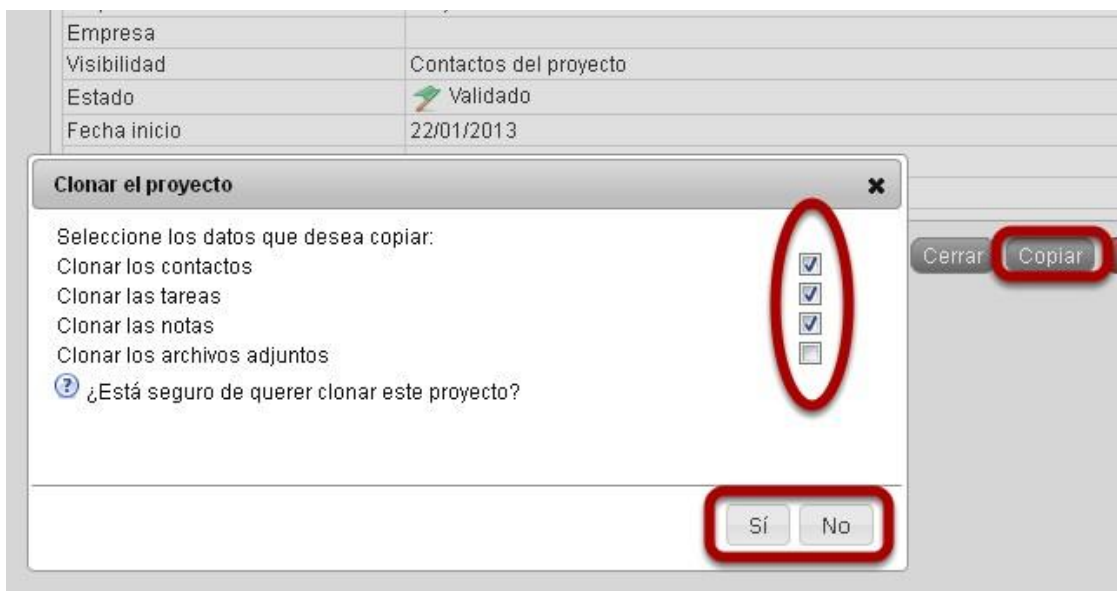 Empresa
Visibilidad Contactos del proyecto
Estado Validado
Fecha inicio 22/01/2013
Clonar el proyecto
Seleccione los datos que desea copiar:
Clonar los contactos
Clonar las tareas
Clonar las notas
Clonar los archivos adjuntos
¿Está seguro de querer clonar este proyecto?
Sí No
Cerrar Copiar